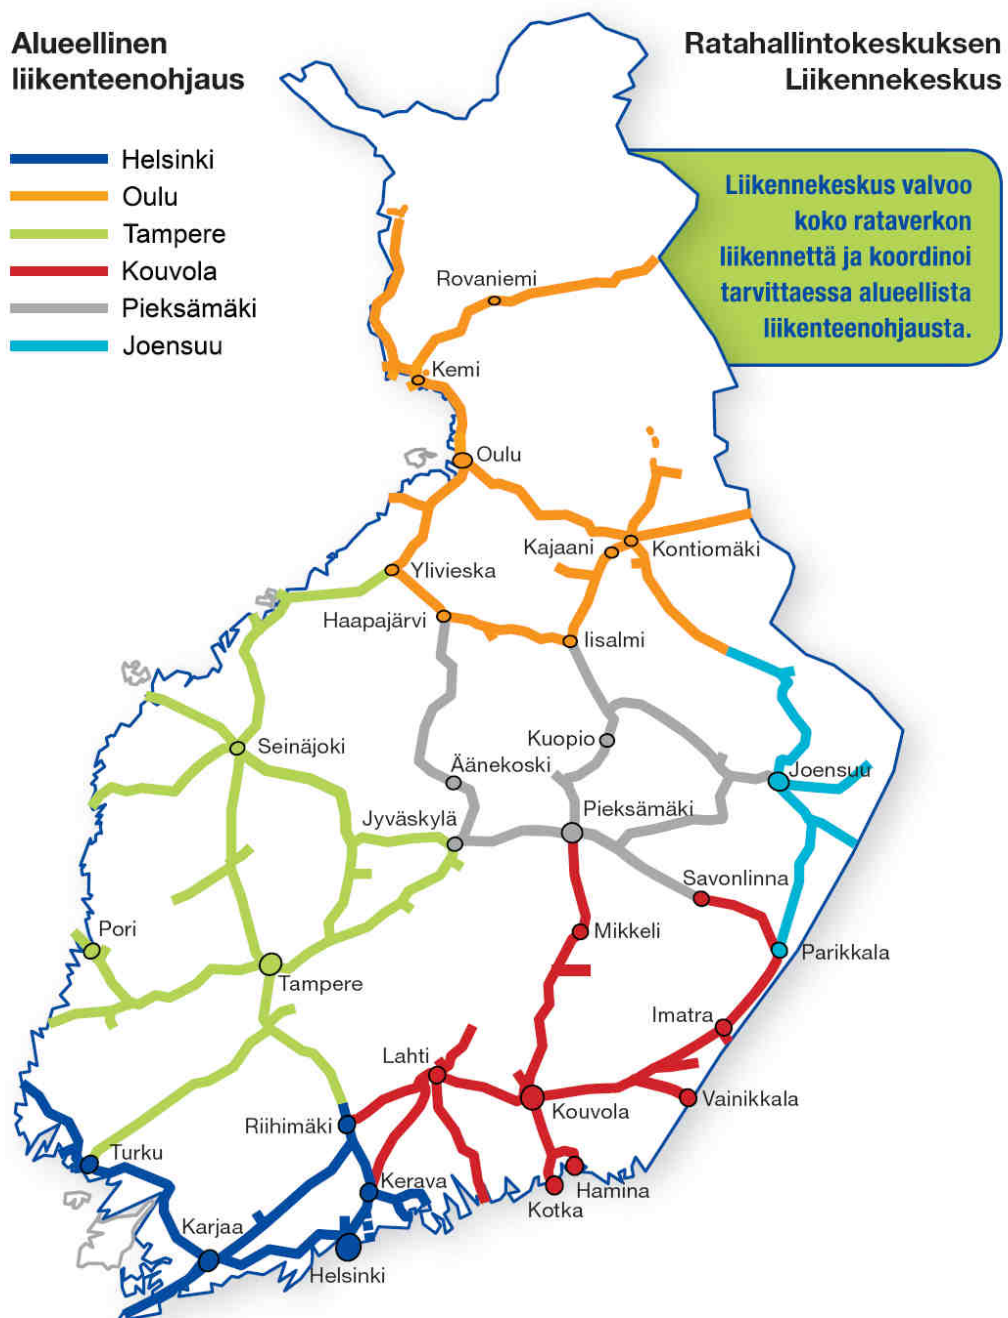 Alueellinen
liikenteenohjaus
Ratahallintokeskuksen
Liikennekeskus
Helsinki
Oulu
Tampere
Kouvola
Pieksämäki
Joensuu
Liikennekeskus valvoo
koko rataverkon
liikennettä ja koordinoi
tarvittaessa alueellista
liikenteenohjausta.
Rovaniemi
Kemi
Oulu
Kajaani
Kontiomäki
Ylivieska
Haapajärvi
Iisalmi
Seinäjoki
Kuopio
Äänekoski
Joensuu
Jyväskylä
Pieksämäki
Savonlinna
Pori
Mikkeli
Parikkala
Tampere
Imatra
Lahti
Riihimäki
Kouvola
Vainikkala
Turku
Kerava
Hamina
Kotka
Karjaa
Helsinki